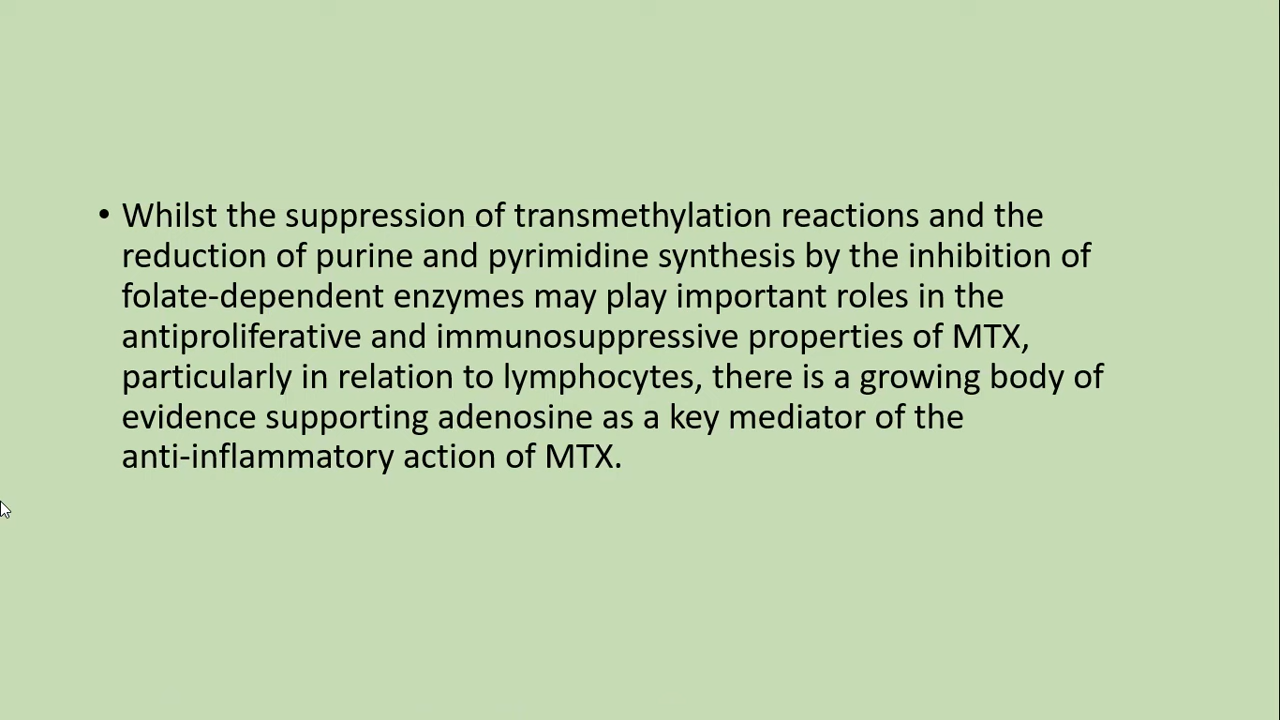 • Whilst the suppression of transmethylation reactions and the
reduction of purine and pyrimidine synthesis by the inhibition of
folate-dependent enzymes may play important roles in the
antiproliferative and immunosuppressive properties of MTX,
particularly in relation to lymphocytes, there is a growing body of
evidence supporting adenosine as a key mediator of the
anti-inflammatory action of MTX.